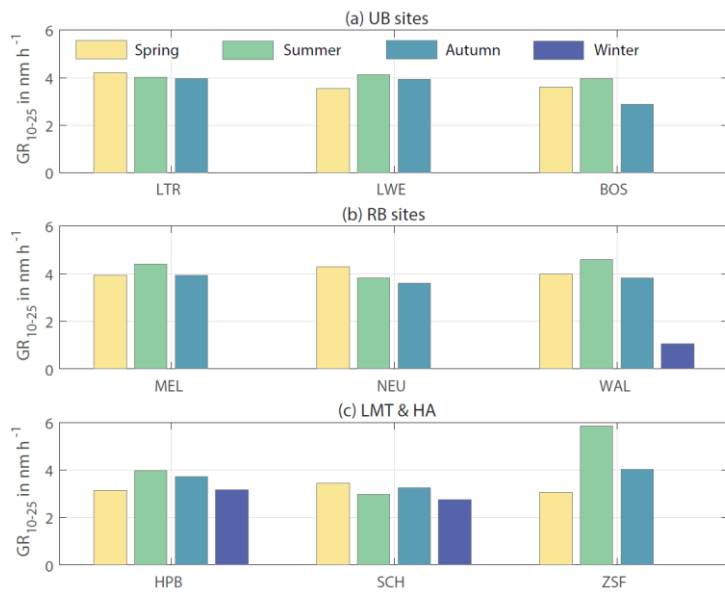 (a) UB sites
6
4
2
0
GR10-25 in nm h-1
Spring Summer Autumn Winter
LTR LWE BOS
(b) RB sites
6
4
2
0
GR10-25 in nm h-1
MEL NEU WAL
(c) LMT & HA
6
4
2
0
GR10-25 in nm h-1
HPB SCH ZSF